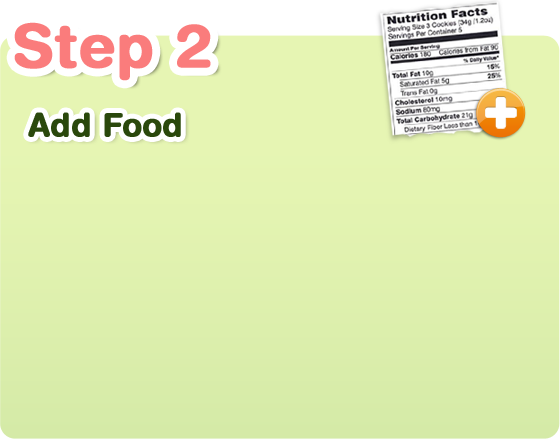 Step 2
Add Food
Nutrition Facts
Serving Size 3 Cookies (34g /1.2oz)
Servings Per Container 5
Amount Per Serving
Calories 180 Calories from Fat 90
% Daily Value*
Total Fat 10g 15%
Saturated Fat 5g 25%
Trans Fat 0g
Cholesterol 10mg
Sodium 80mg
Total Carbohydrate 21g
Dietary Fiber Less than